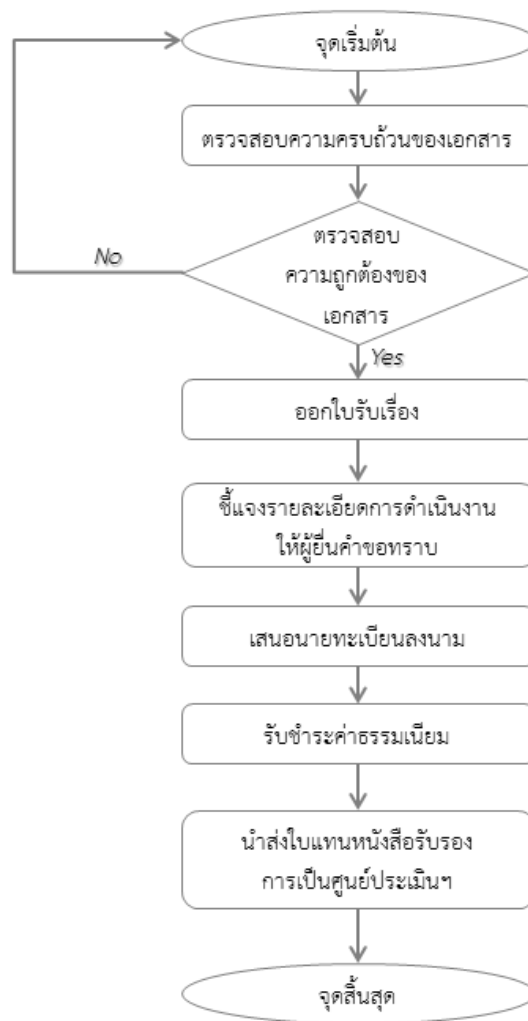 จุดเริ่มต้น
ตรวจสอบความครบถ้วนของเอกสาร
ตรวจสอบ
ความถูกต้องของ
เอกสาร
No
Yes
ออกใบรับเรื่อง
ชี้แจงรายละเอียดการดำเนินงาน
ให้ผู้ยื่นคำขอทราบ
เสนอนายทะเบียนลงนาม
รับชำระค่าธรรมเนียม
นำส่งใบแทนหนังสือรับรอง
การเป็นศูนย์ประเมินฯ
จุดสิ้นสุด